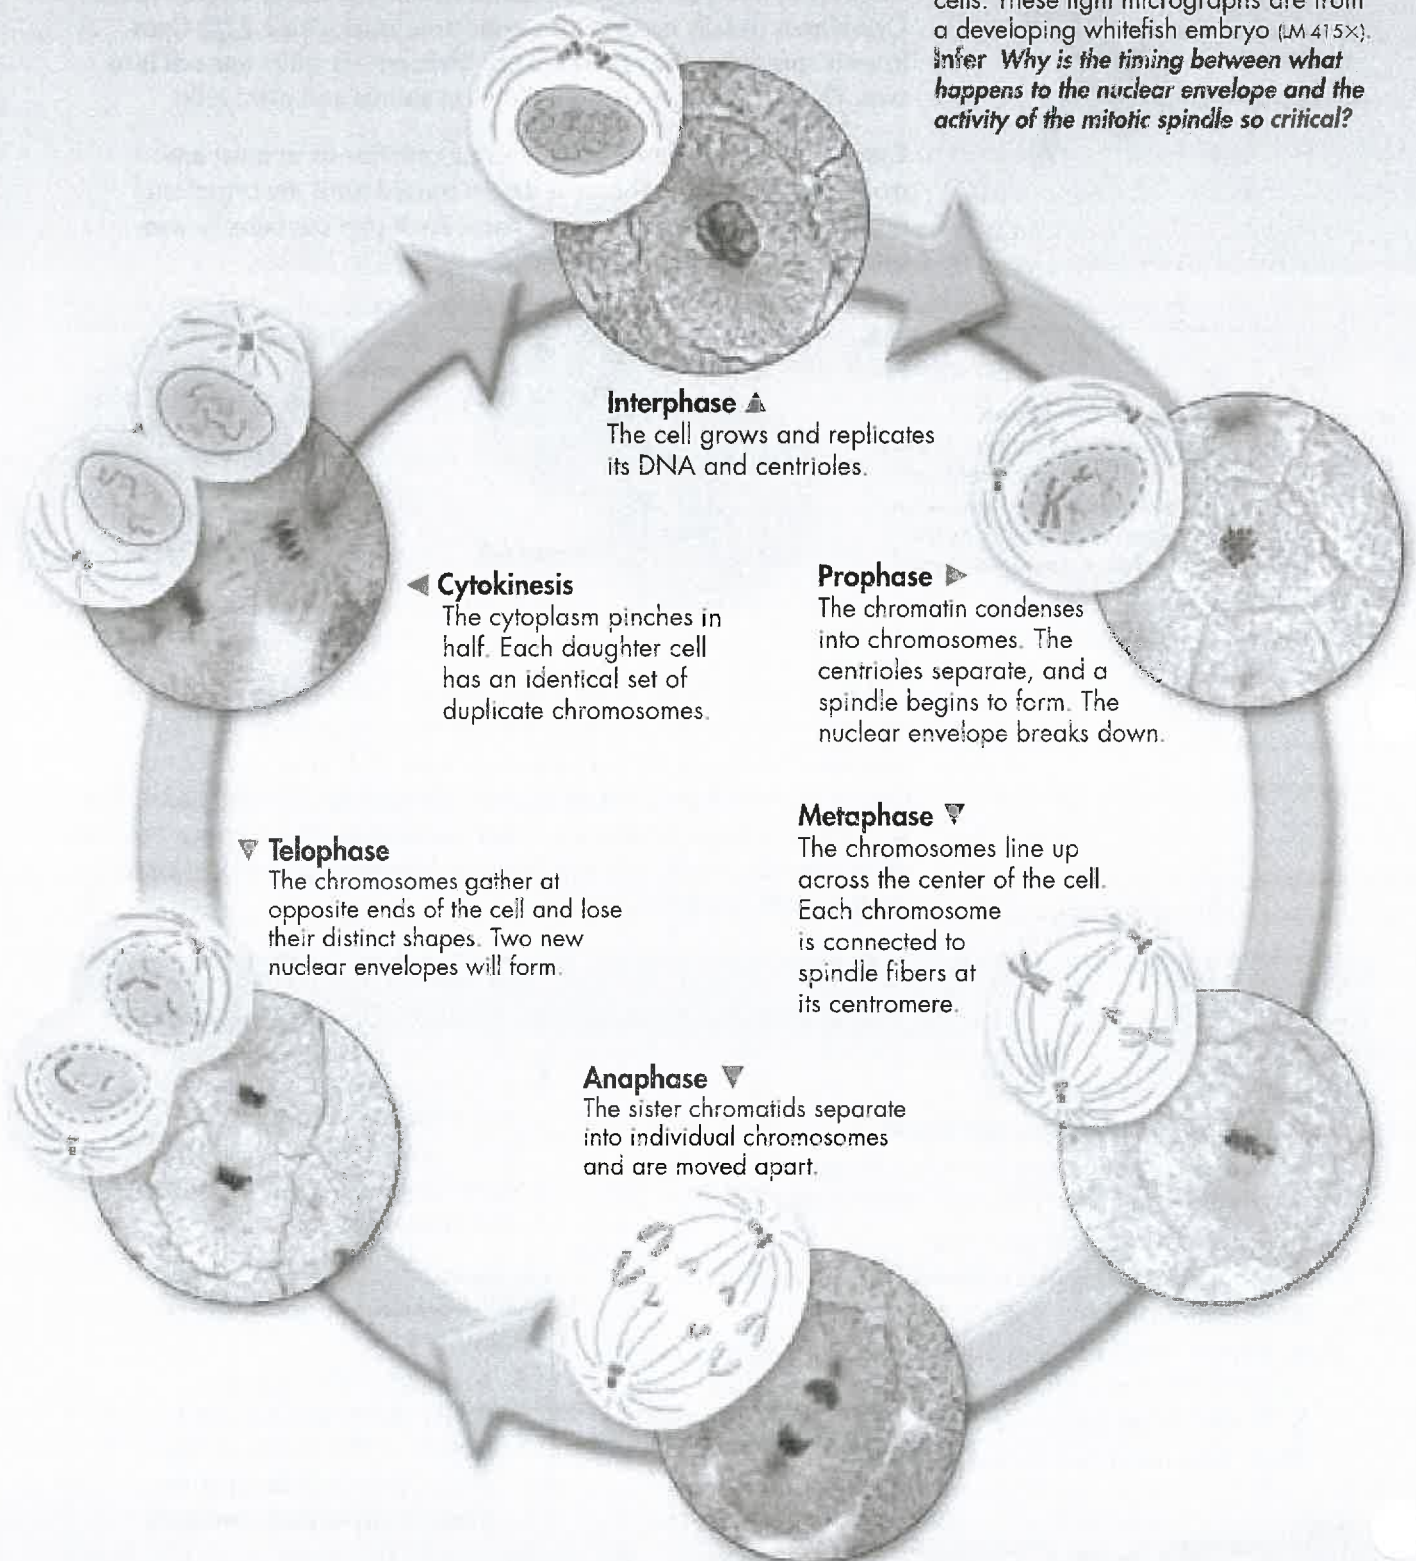 cells. These light micrographs are from
a developing whitefish embryo (LM 415×).
Infer Why is the timing between what
happens to the nuclear envelope and the
activity of the mitotic spindle so critical?
Interphase ▲
The cell grows and replicates
its DNA and centrioles.
Prophase ▶
The chromatin condenses
into chromosomes. The
centrioles separate, and a
spindle begins to form. The
nuclear envelope breaks down.
Metaphase ▼
The chromosomes line up
across the center of the cell.
Each chromosome
is connected to
spindle fibers at
its centromere.
Anaphase ▼
The sister chromatids separate
into individual chromosomes
and are moved apart.
▼ Telophase
The chromosomes gather at
opposite ends of the cell and lose
their distinct shapes. Two new
nuclear envelopes will form.
◀ Cytokinesis
The cytoplasm pinches in
half. Each daughter cell
has an identical set of
duplicate chromosomes.